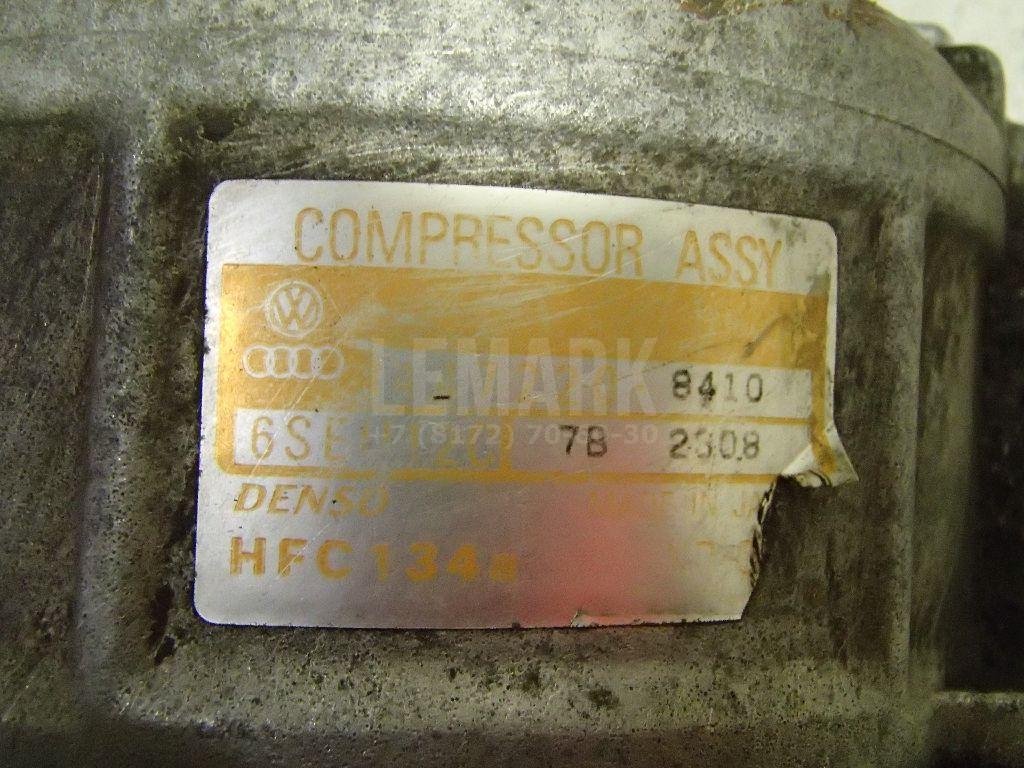 COMPRESSOR ASSY
LEMARK
- 8410
7B 2308
DENSO
HFC134a